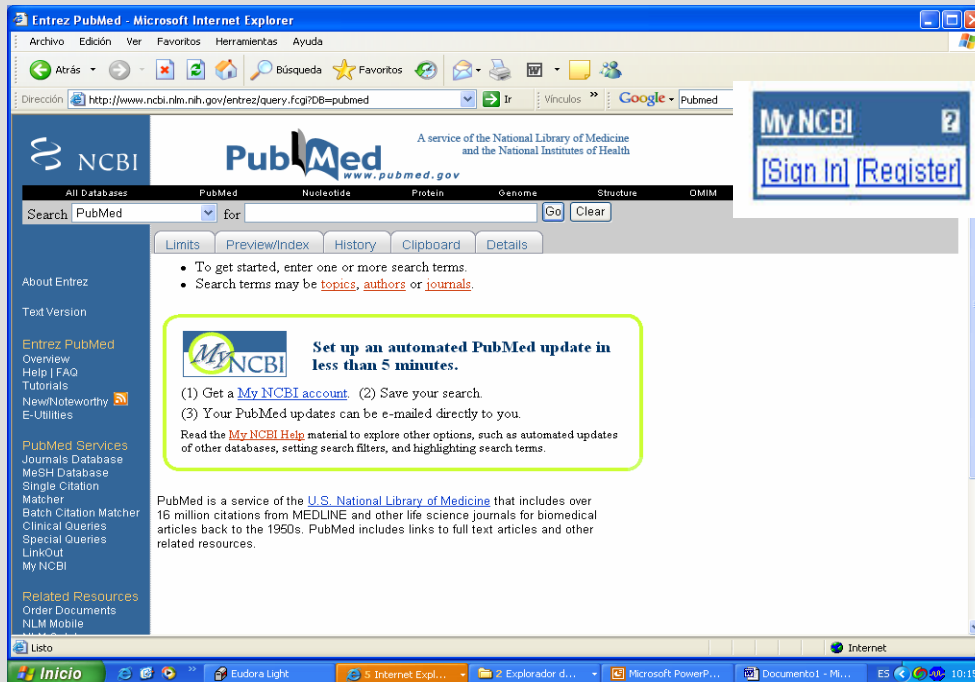 Entrez PubMed - Microsoft Internet Explorer
Archivo Edición Ver Favoritos Herramientas Ayuda
Atrás Búsqueda Favoritos
Dirección http://www.ncbi.nlm.nih.gov/entrez/query.fcgi?DB=pubmed Ir Vínculos » Google Pubmed
My NCBI ?
[Sign In] [Register]
NCBI
PubMed
www.pubmed.gov
A service of the National Library of Medicine
and the National Institutes of Health
All Databases PubMed Nucleotide Protein Genome Structure OMIM
Search PubMed for Go Clear
Limits Preview/Index History Clipboard Details
• To get started, enter one or more search terms.
• Search terms may be topics, authors or journals.
My NCBI
Set up an automated PubMed update in
less than 5 minutes.
(1) Get a My NCBI account. (2) Save your search.
(3) Your PubMed updates can be e-mailed directly to you.
Read the My NCBI Help material to explore other options, such as automated updates
of other databases, setting search filters, and highlighting search terms.
PubMed is a service of the U.S. National Library of Medicine that includes over
16 million citations from MEDLINE and other life science journals for biomedical
articles back to the 1950s. PubMed includes links to full text articles and other
related resources.
About Entrez
Text Version
Entrez PubMed
Overview
Help | FAQ
Tutorials
New/Noteworthy
E-Utilities
PubMed Services
Journals Database
MeSH Database
Single Citation
Matcher
Batch Citation Matcher
Clinical Queries
Special Queries
LinkOut
My NCBI
Related Resources
Order Documents
NLM Mobile
Listo Internet
Inicio » Eudora Light 5 Internet Expl... 2 Explorador d... Microsoft PowerP... Documento1 - Mi... ES 10:15